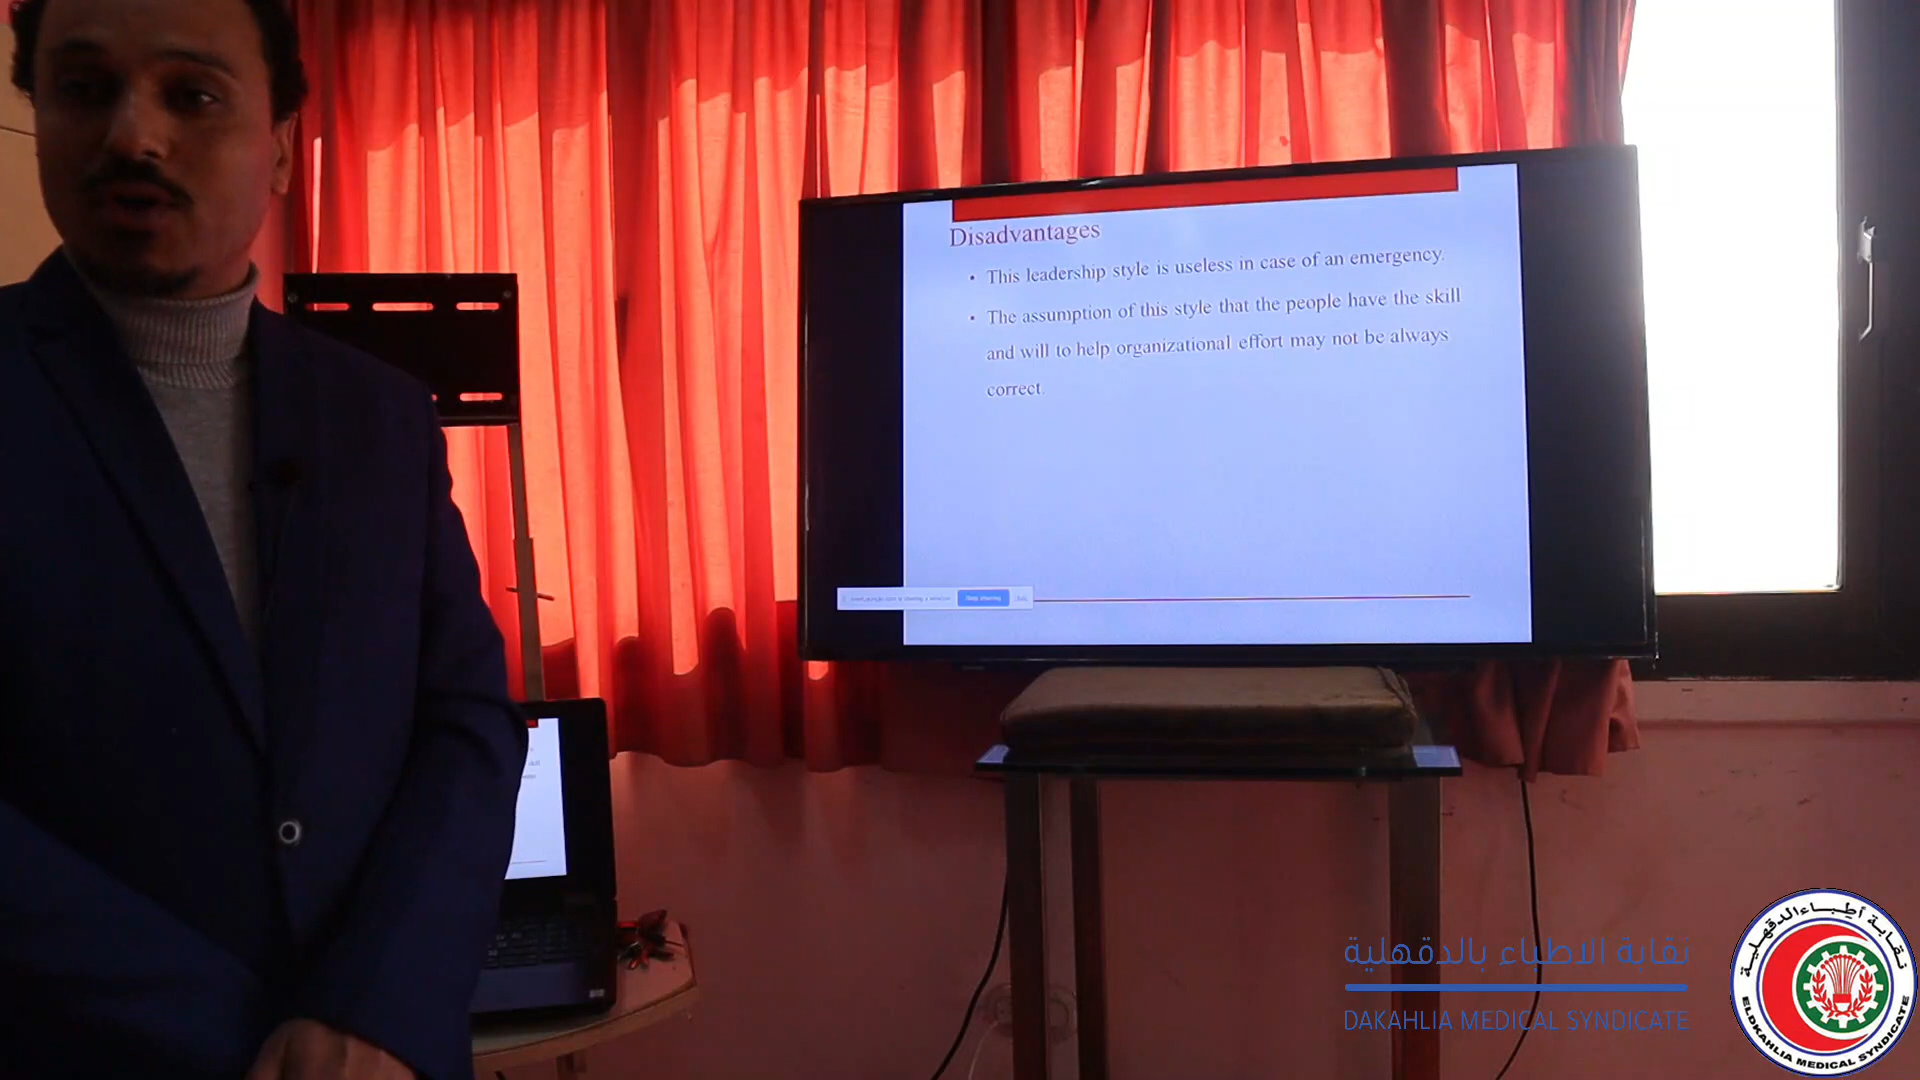 Disadvantages
• This leadership style is useless in case of an emergency.
• The assumption of this style that the people have the skill
and will to help organizational effort may not be always
correct.
Stop sharing
Hide
نقابة الاطباء بالدقهلية
DAKAHLIA MEDICAL SYNDICATE
نقابة أطباء الدقهلية
ELDKAHLIA MEDICAL SYNDICATE